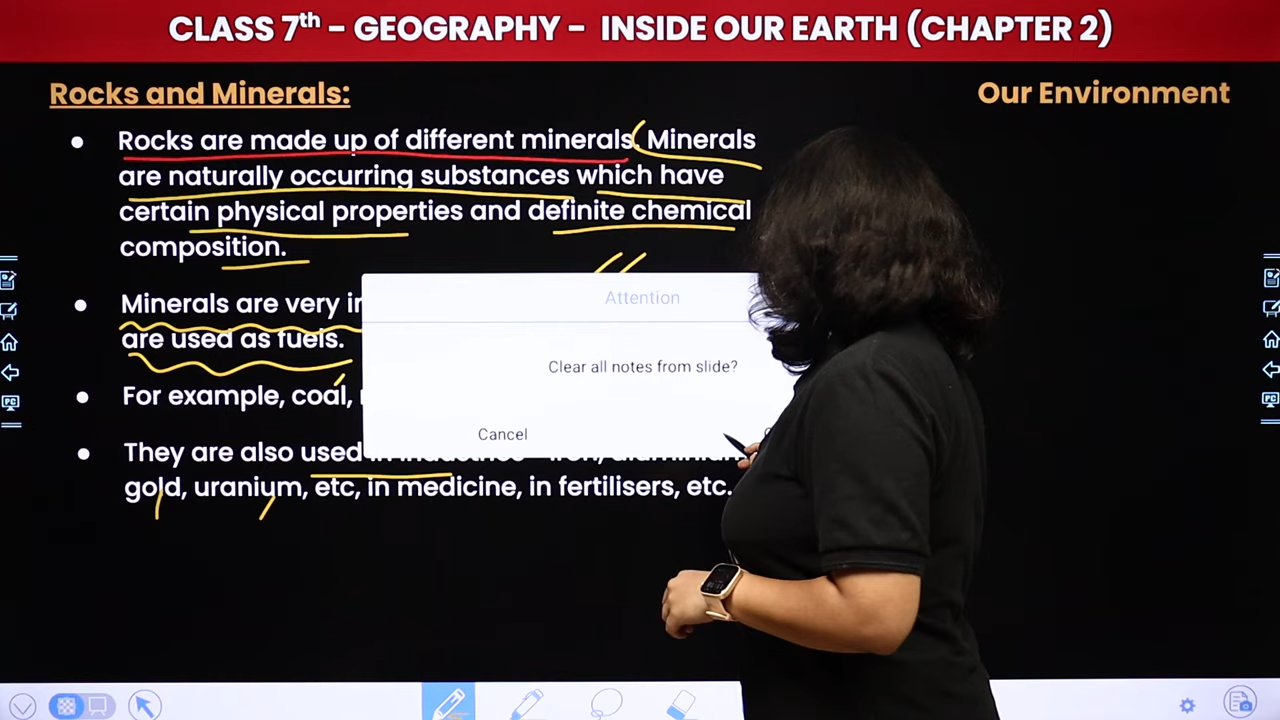 CLASS 7th - GEOGRAPHY - INSIDE OUR EARTH (CHAPTER 2)
Rocks and Minerals:
Our Environment
● Rocks are made up of different minerals. Minerals
are naturally occurring substances which have
certain physical properties and definite chemical
composition.
● Minerals are very
are used as fuels.
● For example, coal,
● They are also used
gold, uranium, etc, in medicine, in fertilisers, etc.
Attention
Clear all notes from slide?
Cancel
PC
PC